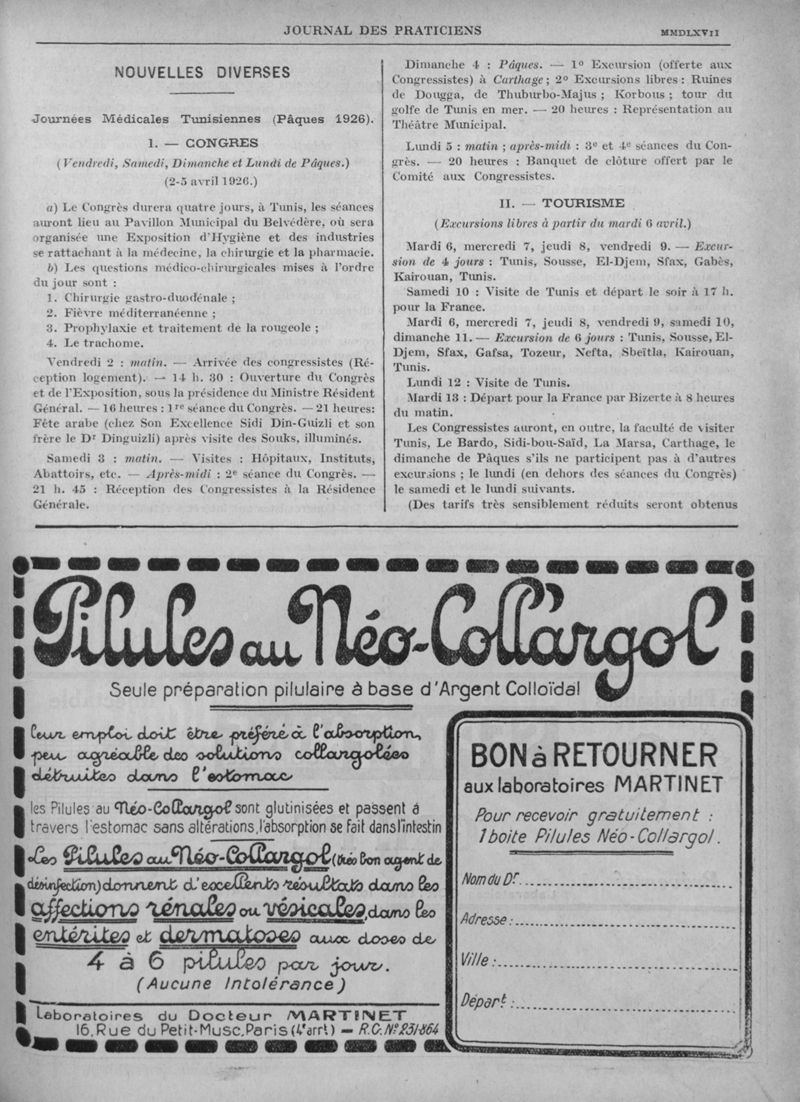 JOURNAL DES PRATICIENS
MMDLXVII
NOUVELLES DIVERSES
Journées Médicales Tunisiennes (Pâques 1926).
I. — CONGRES
(Vendredi, Samedi, Dimanche et Lundi de Pâques.)
(2-5 avril 1926.)
a) Le Congrès durera quatre jours, à Tunis, les séances
auront lieu au Pavillon Municipal du Belvédère, où sera
organisée une Exposition d'Hygiène et des industries
se rattachant à la médecine, la chirurgie et la pharmacie.
b) Les questions médico-chirurgicales mises à l'ordre
du jour sont :
1. Chirurgie gastro-duodénale ;
2. Fièvre méditerranéenne ;
3. Prophylaxie et traitement de la rougeole ;
4. Le trachome.
Vendredi 2 : matin. — Arrivée des congressistes (Ré-
ception logement). — 14 h. 30 : Ouverture du Congrès
et de l'Exposition, sous la présidence du Ministre Résident
Général. — 16 heures : 1re séance du Congrès. — 21 heures:
Fête arabe (chez Son Excellence Sidi Din-Guizli et son
frère le Dr Dinguizli) après visite des Souks, illuminés.
Samedi 3 : matin. — Visites : Hôpitaux, Instituts,
Abattoirs, etc. — Après-midi : 2e séance du Congrès. —
21 h. 45 : Réception des Congressistes à la Résidence
Générale.
Dimanche 4 : Pâques. — 1o Excursion (offerte aux
Congressistes) à Carthage ; 2o Excursions libres : Ruines
de Dougga, de Thuburbo-Majus ; Korbous ; tour du
golfe de Tunis en mer. — 20 heures : Représentation au
Théâtre Municipal.
Lundi 5 : matin ; après-midi : 3e et 4e séances du Con-
grès. — 20 heures : Banquet de clôture offert par le
Comité aux Congressistes.
II. — TOURISME
(Excursions libres à partir du mardi 6 avril.)
Mardi 6, mercredi 7, jeudi 8, vendredi 9. — Excur-
sion de 4 jours : Tunis, Sousse, El-Djem, Sfax, Gabès,
Kairouan, Tunis.
Samedi 10 : Visite de Tunis et départ le soir à 17 h.
pour la France.
Mardi 6, mercredi 7, jeudi 8, vendredi 9, samedi 10,
dimanche 11. — Excursion de 6 jours : Tunis, Sousse, El-
Djem, Sfax, Gafsa, Tozeur, Nefta, Sbeïtla, Kairouan,
Tunis.
Lundi 12 : Visite de Tunis.
Mardi 13 : Départ pour la France par Bizerte à 8 heures
du matin.
Les Congressistes auront, en outre, la faculté de visiter
Tunis, Le Bardo, Sidi-bou-Saïd, La Marsa, Carthage, le
dimanche de Pâques s'ils ne participent pas à d'autres
excursions ; le lundi (en dehors des séances du Congrès)
le samedi et le lundi suivants.
(Des tarifs très sensiblement réduits seront obtenus
Pilules au Néo-Collargol
Seule préparation pilulaire à base d'Argent Colloïdal
Leur emploi doit être préféré à l'absorption,
peu agréable des solutions collargolées
détruites dans l'estomac
les Pilules au Néo-Collargol sont glutinisées et passent à
travers l'estomac sans altérations, l'absorption se fait dans l'intestin
Les Pilules au Néo-Collargol (très bon agent de
désinfection) donnent d'excellents résultats dans les
affections rénales ou vésicales, dans les
entérites et dermatoses aux doses de
4 à 6 pilules par jour.
(Aucune Intolérance)
Laboratoires du Docteur MARTINET
16, Rue du Petit-Musc, Paris (4e arrt) — R.C. No 231-864
BON à RETOURNER
aux laboratoires MARTINET
Pour recevoir gratuitement :
1 boite Pilules Néo-Collargol.
Nom du Dr
Adresse :
Ville :
Départ :